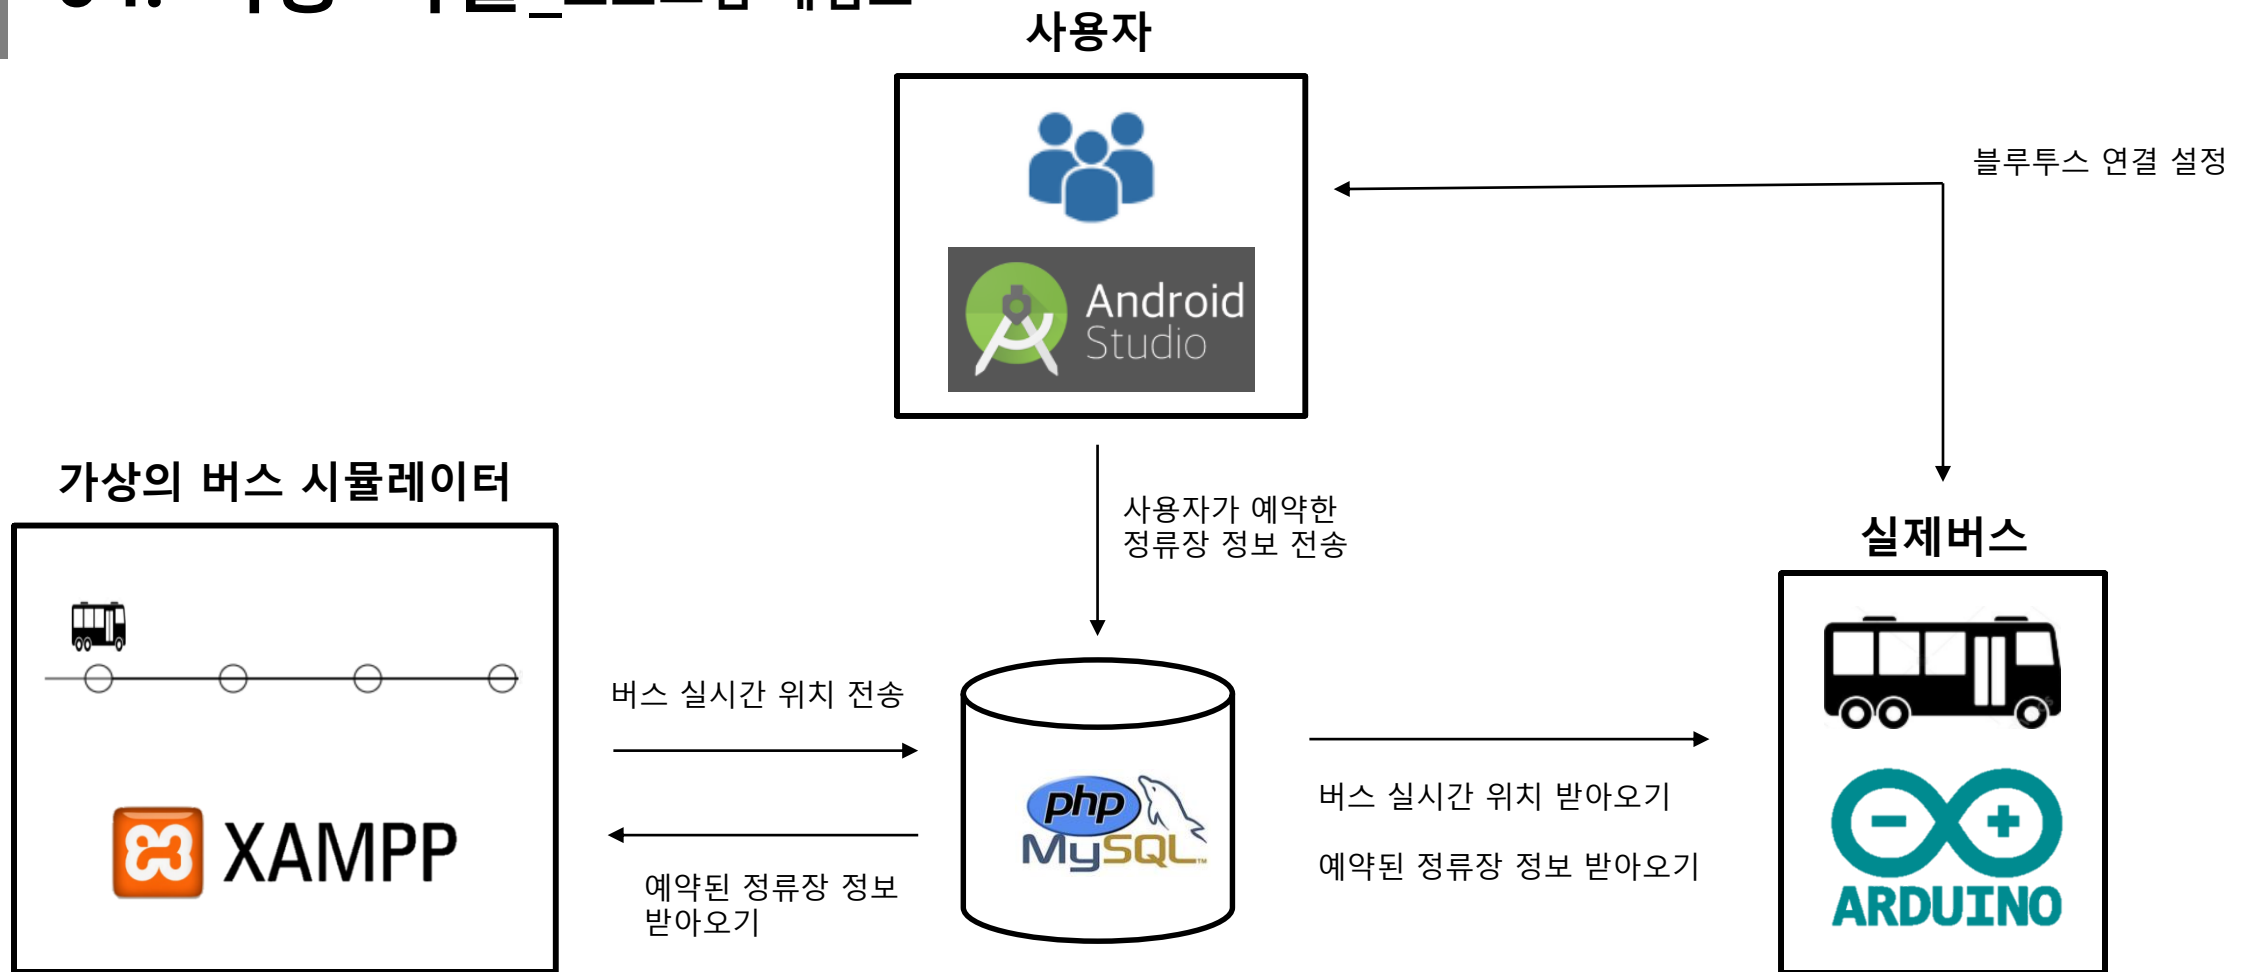 사용자
블루투스 연결 설정
Android
Studio
가상의 버스 시뮬레이터
사용자가 예약한
정류장 정보 전송
실제버스
버스 실시간 위치 전송
XAMPP
예약된 정류장 정보
받아오기
php
MySQL
버스 실시간 위치 받아오기
예약된 정류장 정보 받아오기
ARDUINO